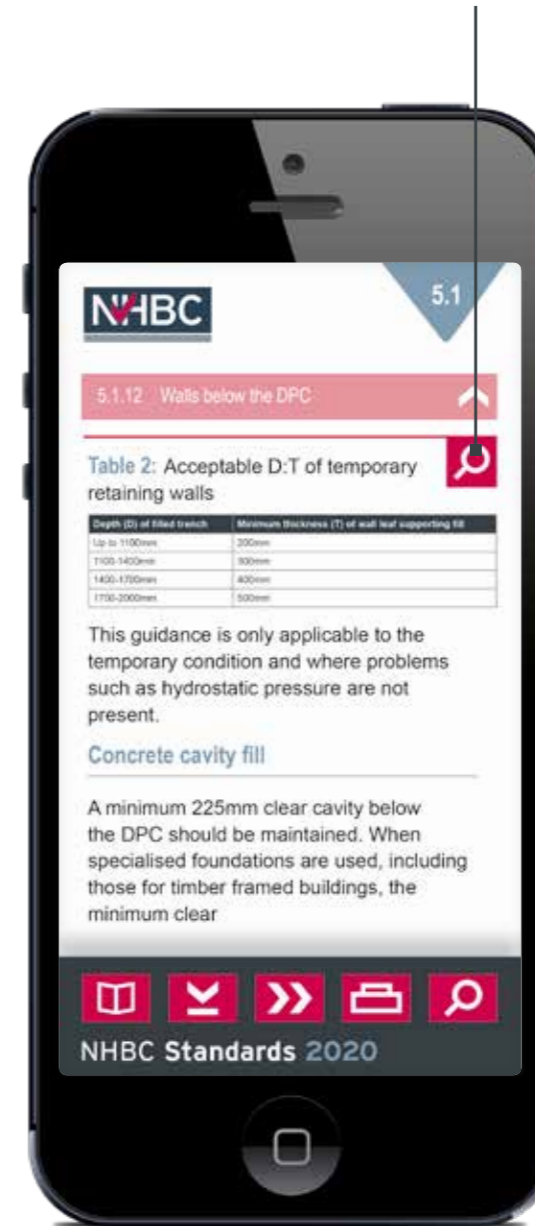 NHBC
5.1
5.1.12 Walls below the DPC
Table 2: Acceptable D:T of temporary
retaining walls
Depth (D) of filled trench Minimum thickness (T) of wall leaf supporting fill
Up to 1100mm 200mm
1100-1400mm 300mm
1400-1700mm 400mm
1700-2000mm 500mm
This guidance is only applicable to the
temporary condition and where problems
such as hydrostatic pressure are not
present.
Concrete cavity fill
A minimum 225mm clear cavity below
the DPC should be maintained. When
specialised foundations are used, including
those for timber framed buildings, the
minimum clear
NHBC Standards 2020